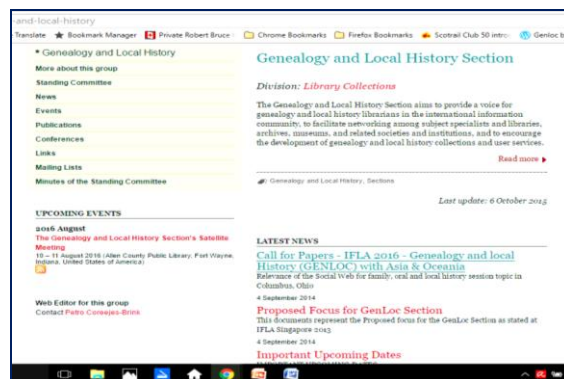 -and-local-history
Translate Bookmark Manager Private Robert Bruce Chrome Bookmarks Firefox Bookmarks Scotrail Club 50 intro Genloc b
* Genealogy and Local History
More about this group
Standing Committee
News
Events
Publications
Conferences
Links
Mailing Lists
Minutes of the Standing Committee
UPCOMING EVENTS
2016 August
The Genealogy and Local History Section's Satellite
Meeting
10 – 11 August 2016 (Allen County Public Library, Fort Wayne,
Indiana, United States of America)
Web Editor for this group
Contact Petro Consejes-Brink
Genealogy and Local History Section
Division: Library Collections
The Genealogy and Local History Section aims to provide a voice for
genealogy and local history librarians in the international information
community, to facilitate networking among subject specialists and libraries,
archives, museums, and related societies and institutions, and to encourage
the development of genealogy and local history collections and user services.
Read more
Genealogy and Local History, Sections
Last update: 6 October 2015
LATEST NEWS
Call for Papers - IFLA 2016 - Genealogy and local
History (GENLOC) with Asia & Oceania
Relevance of the Social Web for family, oral and local history session topic in
Columbus, Ohio
4 September 2014
Proposed Focus for GenLoc Section
This documents represent the Proposed focus for the GenLoc Section as stated at
IFLA Singapore 2013
4 September 2014
Important Upcoming Dates
IMPORTANT UPCOMING DATES